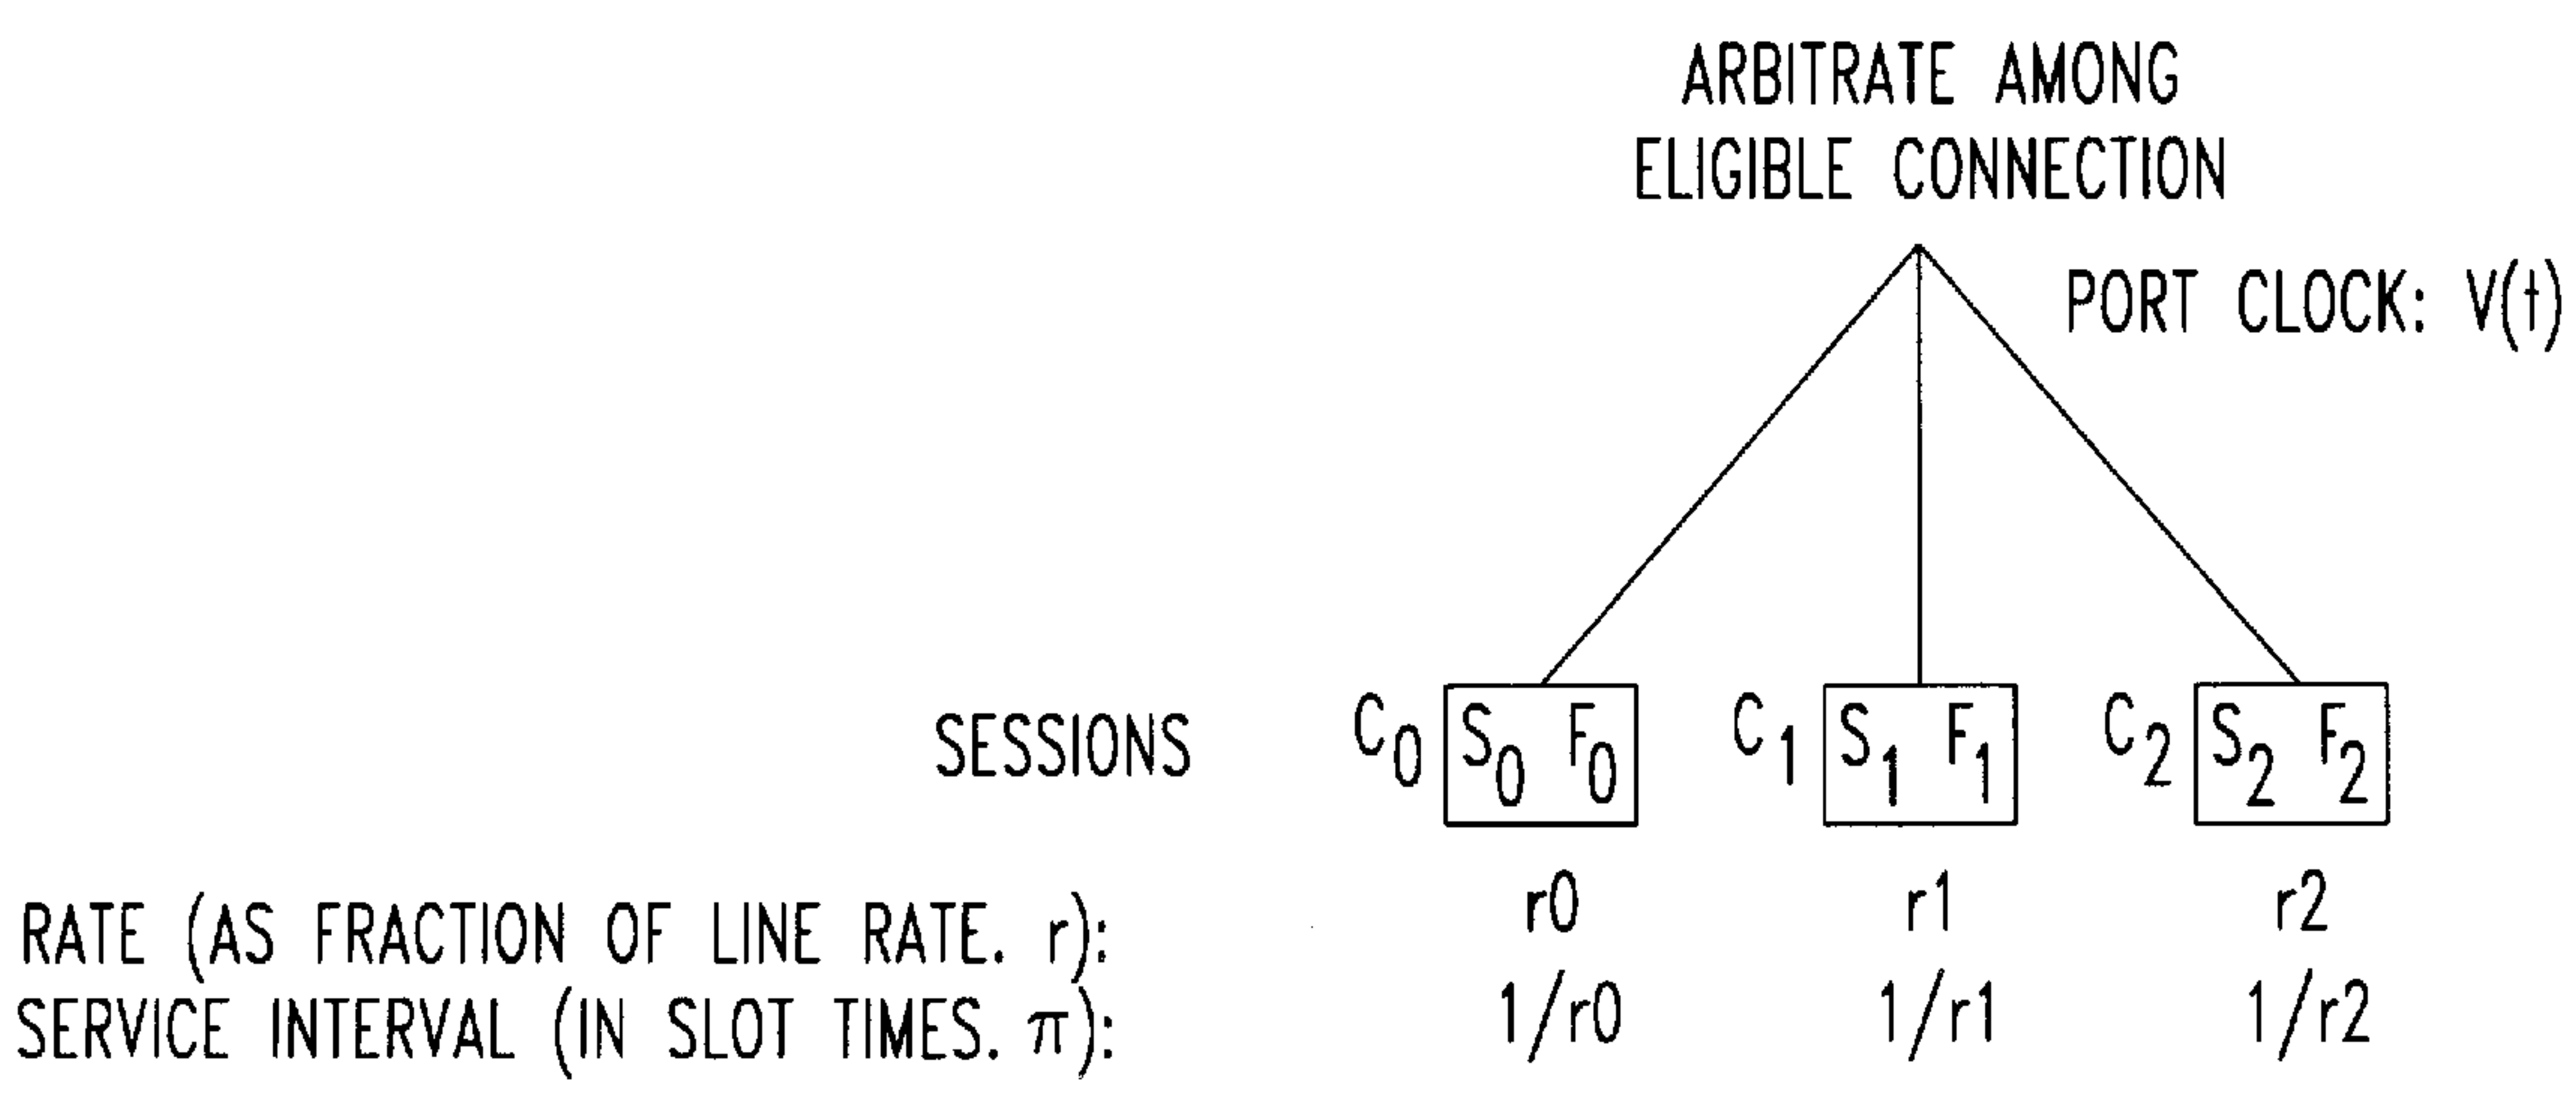 ARBITRATE AMONG
ELIGIBLE CONNECTION
PORT CLOCK: V(t)
SESSIONS C0 S0 F0 C1 S1 F1 C2 S2 F2
RATE (AS FRACTION OF LINE RATE. r): r0 r1 r2
SERVICE INTERVAL (IN SLOT TIMES. π): 1/r0 1/r1 1/r2